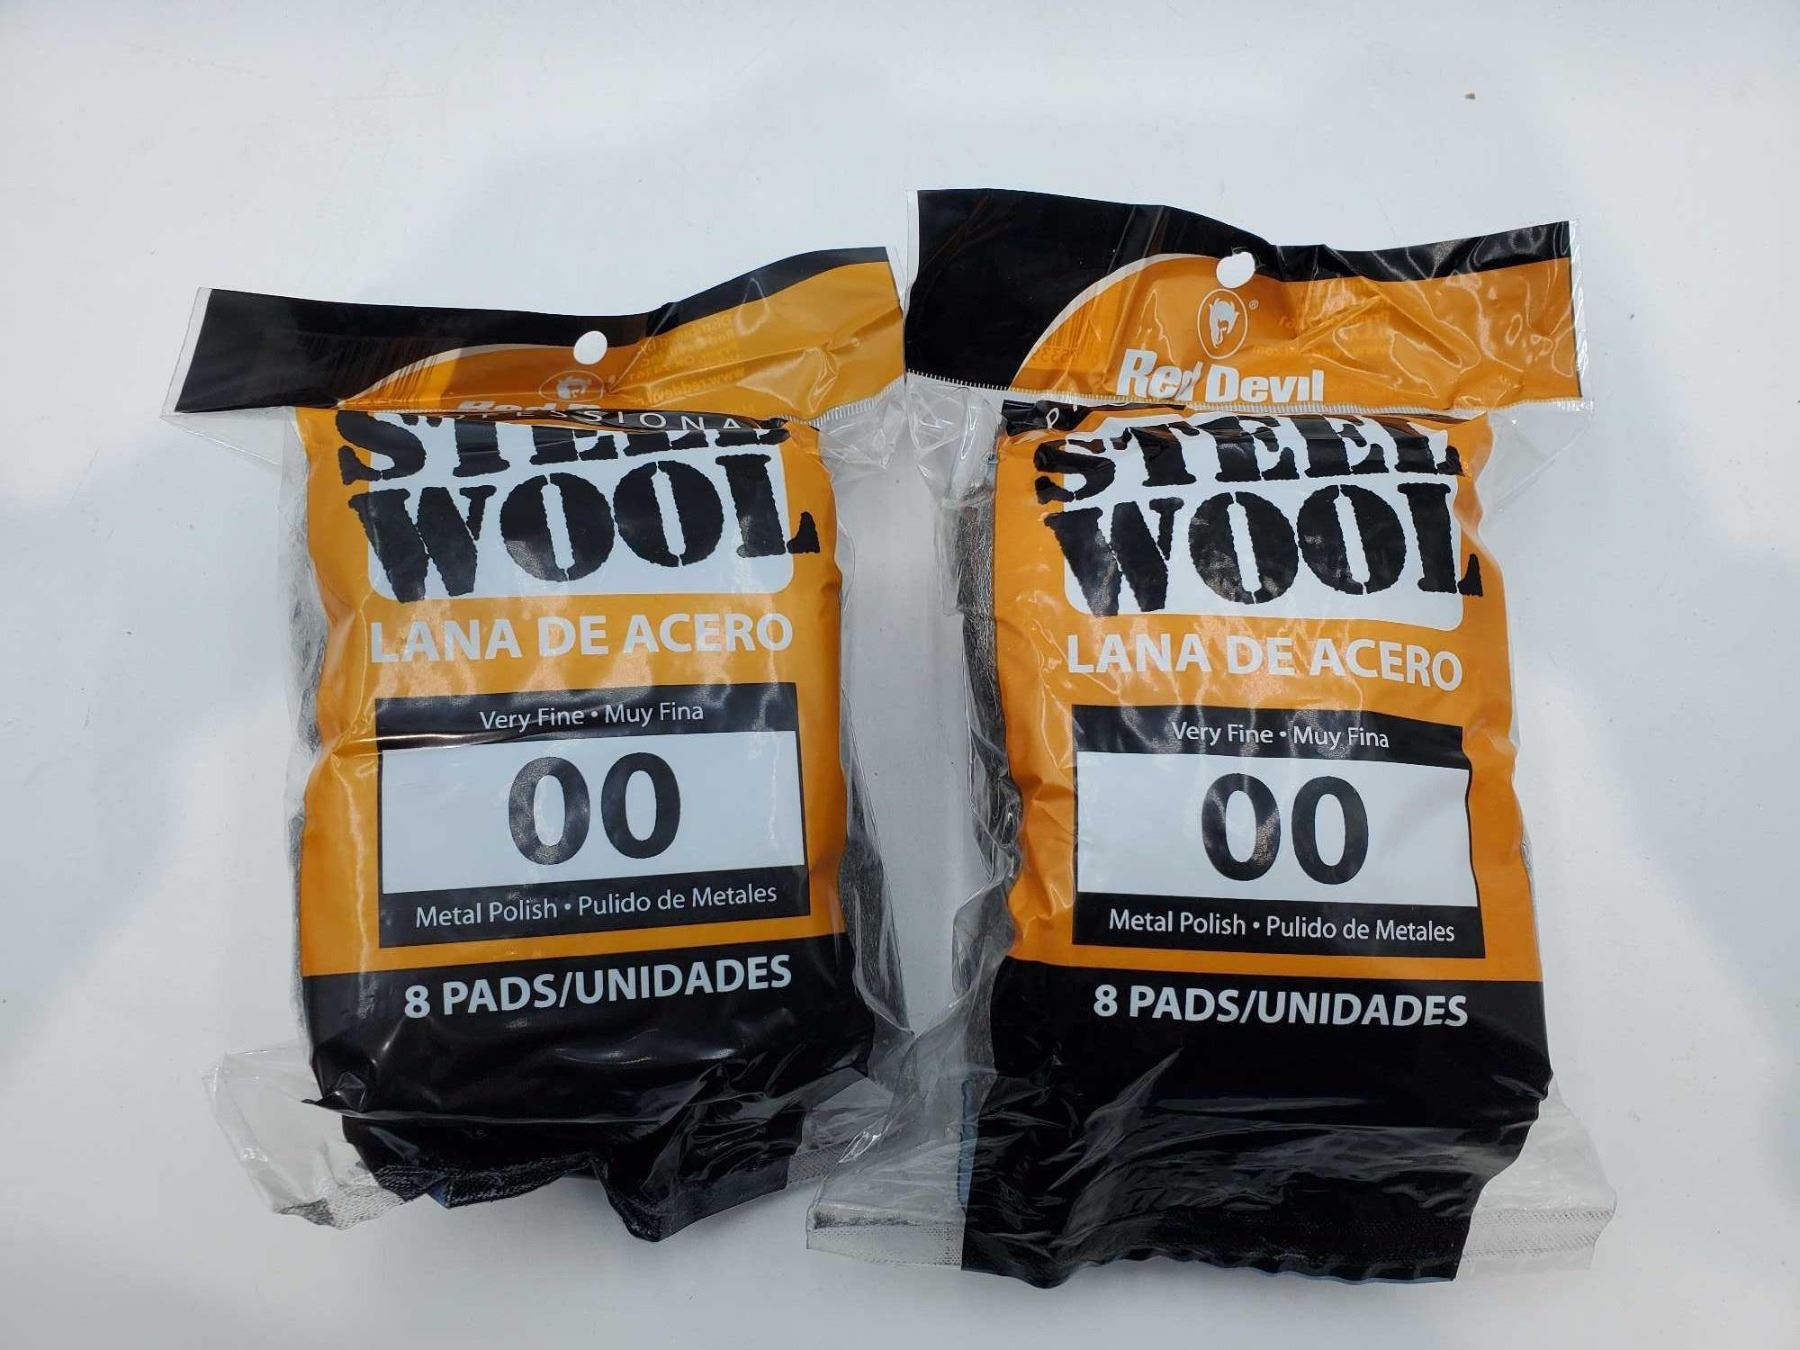 STEEL
WOOL
LANA DE ACERO
Very Fine • Muy Fina
00
Metal Polish • Pulido de Metales
8 PADS/UNIDADES
®
Red Devil
STEEL
WOOL
LANA DE ACERO
Very Fine • Muy Fina
00
Metal Polish • Pulido de Metales
8 PADS/UNIDADES